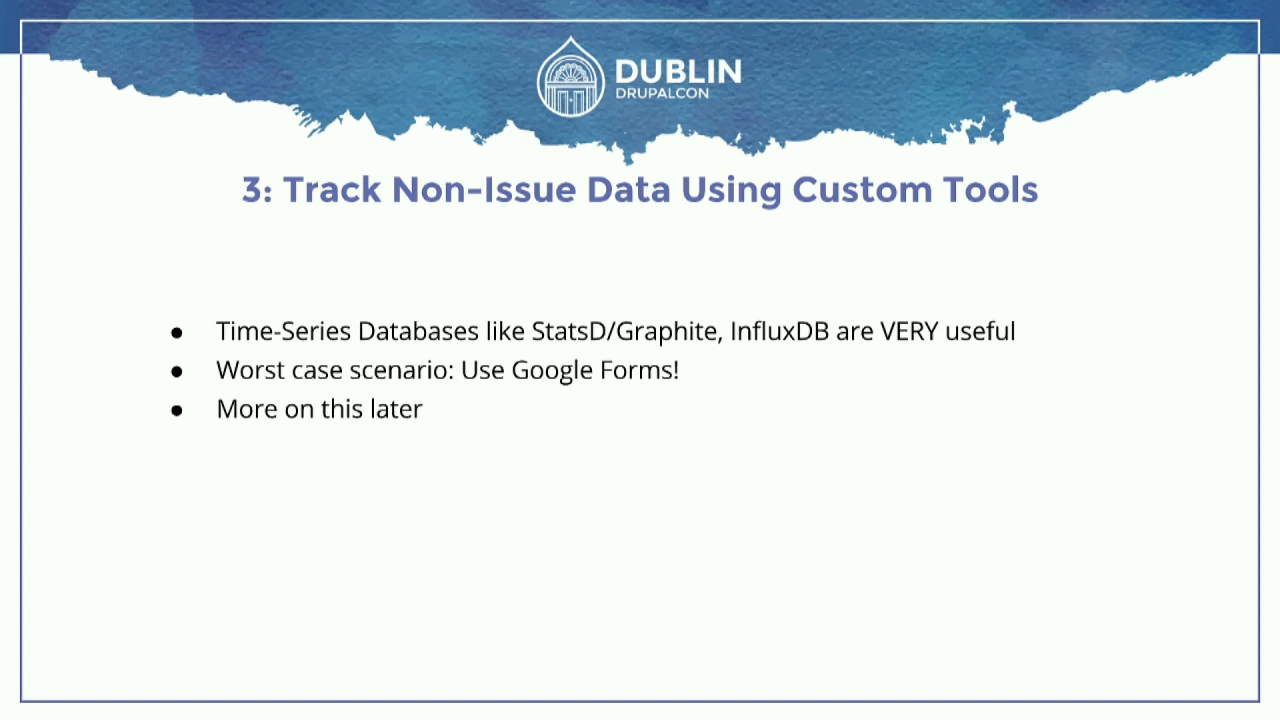 DUBLIN
DRUPALCON
3: Track Non-Issue Data Using Custom Tools
● Time-Series Databases like StatsD/Graphite, InfluxDB are VERY useful
● Worst case scenario: Use Google Forms!
● More on this later